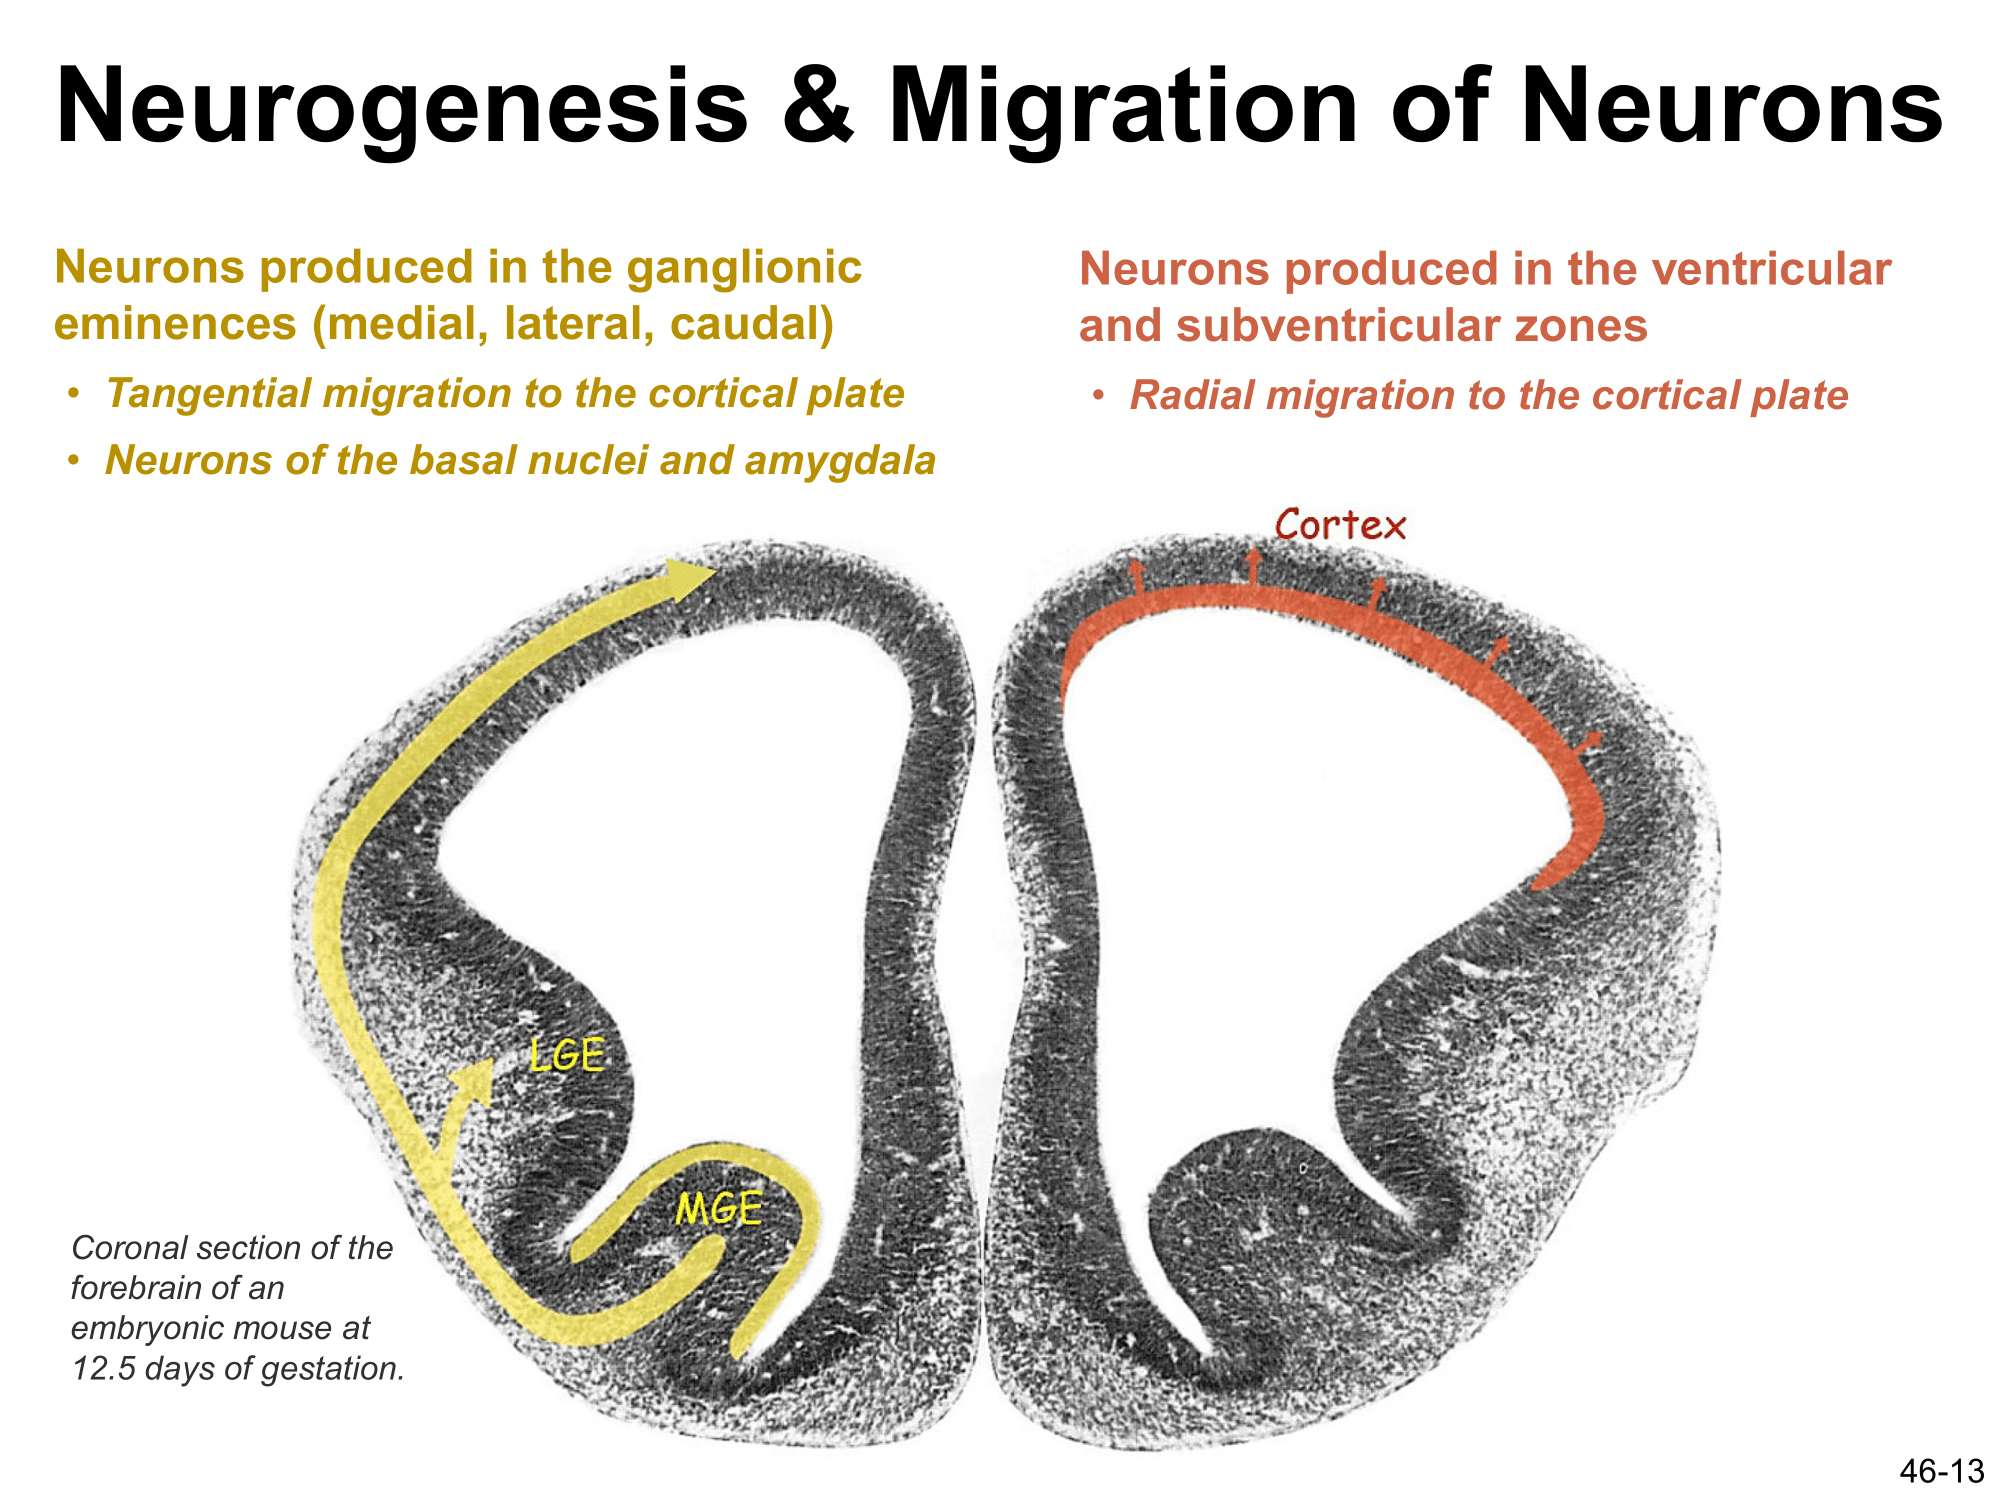 Neurogenesis & Migration of Neurons
Neurons produced in the ganglionic
eminences (medial, lateral, caudal)
• Tangential migration to the cortical plate
• Neurons of the basal nuclei and amygdala
Neurons produced in the ventricular
and subventricular zones
• Radial migration to the cortical plate
Cortex
LGE
MGE
Coronal section of the
forebrain of an
embryonic mouse at
12.5 days of gestation.
46-13